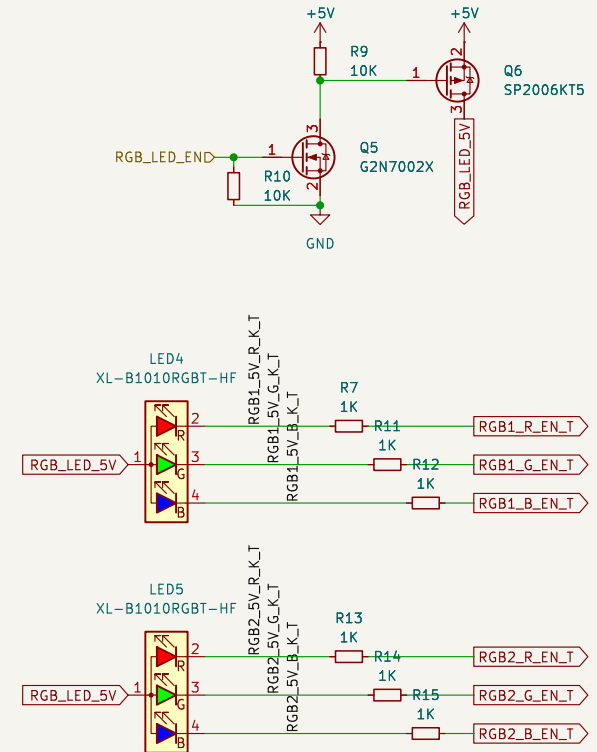 +5V
+5V
R9
10K
2
1
Q6
SP2006KT5
3
RGB_LED_5V
3
RGB_LED_EN
1
Q5
G2N7002X
R10
10K
2
GND
LED4
XL-B1010RGBT-HF
RGB1_5V_R_K_T
RGB1_5V_G_K_T
RGB1_5V_B_K_T
R7
1K
2
R
R11
RGB1_R_EN_T
1K
RGB_LED_5V
1
3
G
R12
RGB1_G_EN_T
1K
4
B
RGB1_B_EN_T
LED5
XL-B1010RGBT-HF
RGB2_5V_R_K_T
RGB2_5V_G_K_T
RGB2_5V_B_K_T
R13
1K
2
R
R14
RGB2_R_EN_T
1K
RGB_LED_5V
1
3
G
R15
RGB2_G_EN_T
1K
4
B
RGB2_B_EN_T